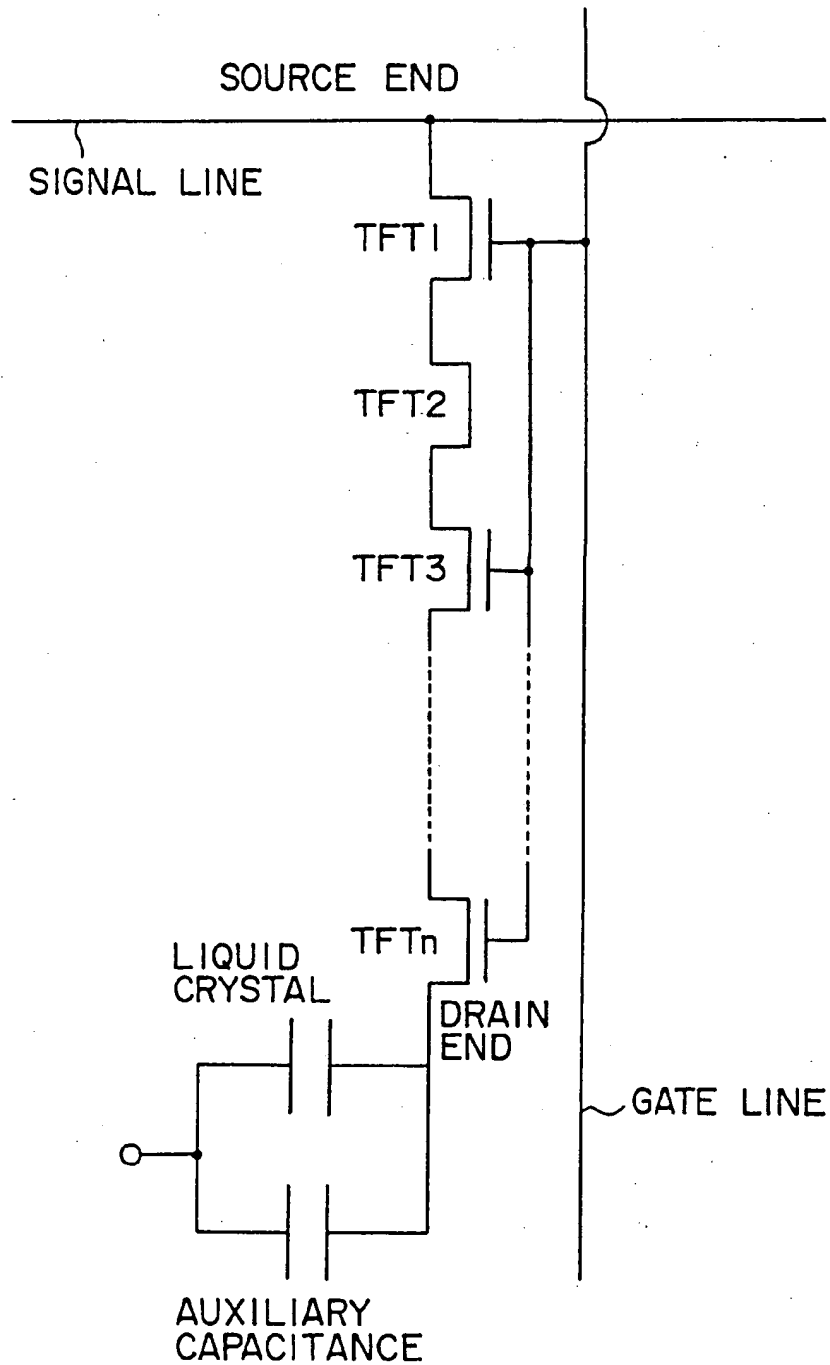 SOURCE END
SIGNAL LINE
TFT1
TFT2
TFT3
TFTn
LIQUID
CRYSTAL
DRAIN
END
GATE LINE
AUXILIARY
CAPACITANCE